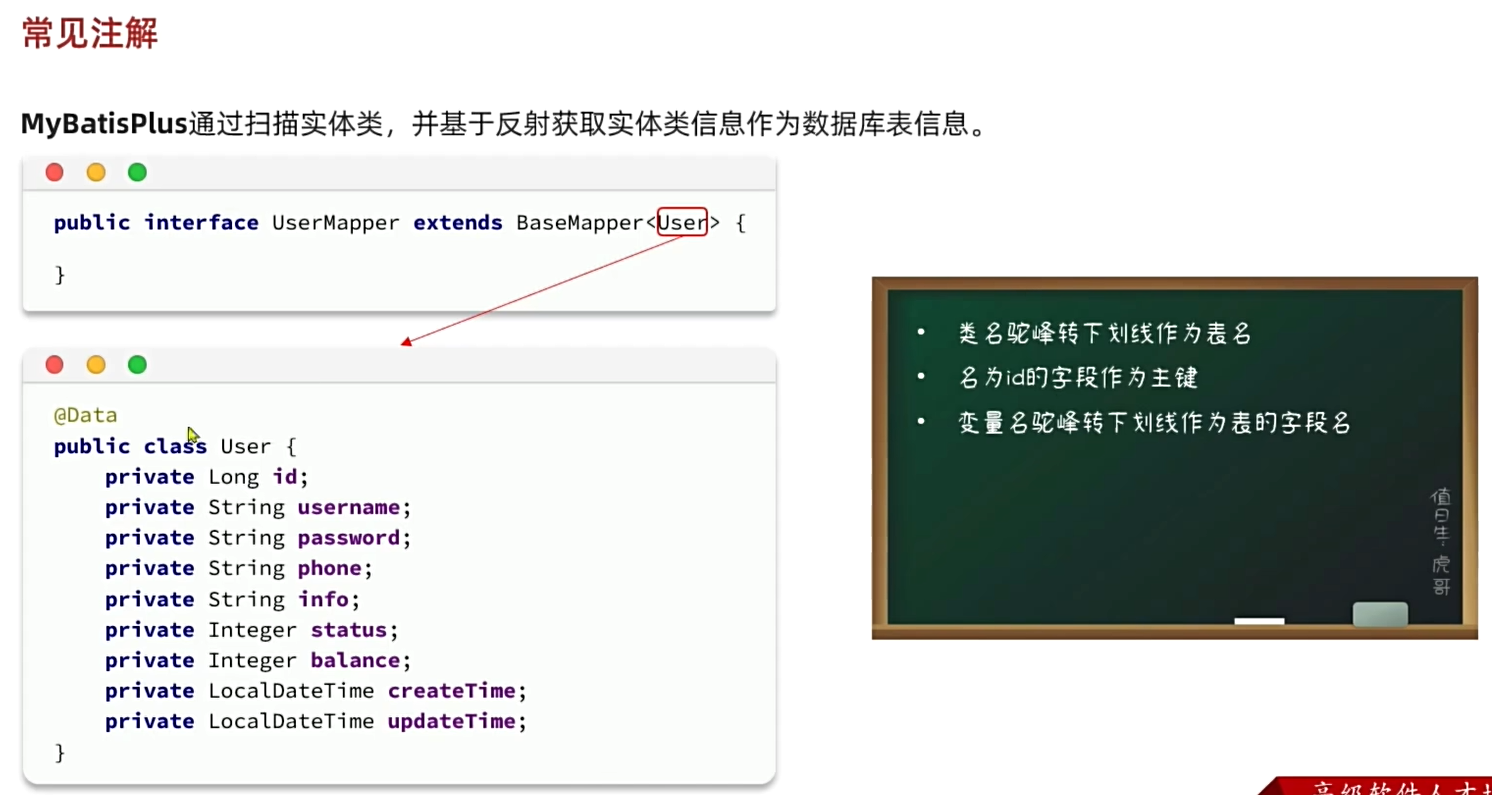 常见注解
MyBatisPlus通过扫描实体类，并基于反射获取实体类信息作为数据库表信息。
public interface UserMapper extends BaseMapper<User> {
}
@Data
public class User {
private Long id;
private String username;
private String password;
private String phone;
private String info;
private Integer status;
private Integer balance;
private LocalDateTime createTime;
private LocalDateTime updateTime;
}
• 类名驼峰转下划线作为表名
• 名为id的字段作为主键
• 变量名驼峰转下划线作为表的字段名
值日生：虎哥
高级软件人才